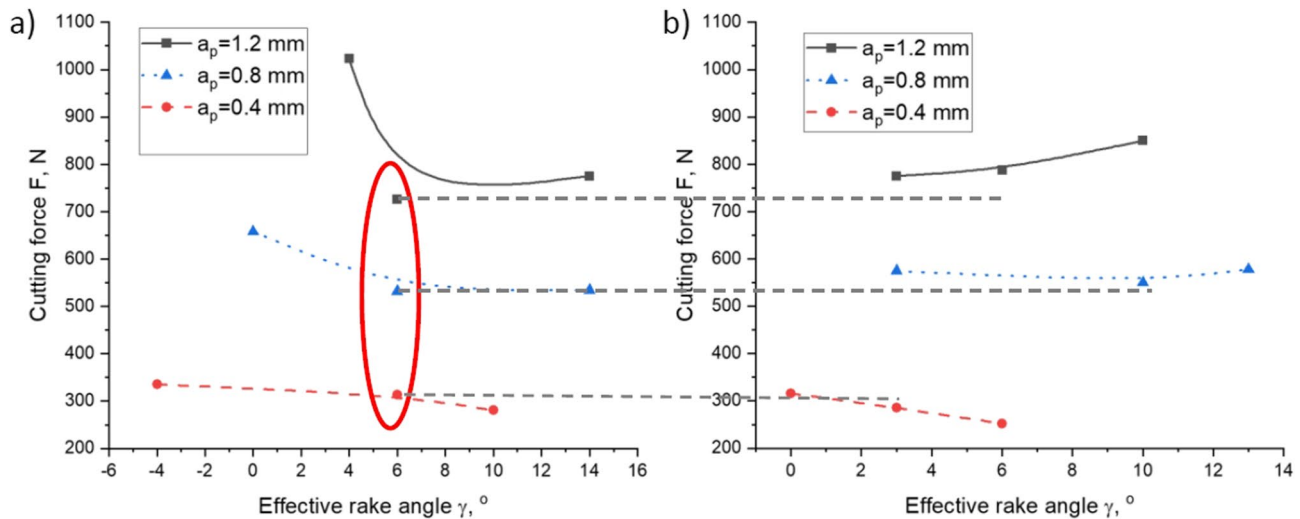 a)
1100
1000
900
800
700
600
500
400
300
200
Cutting force F, N
aₚ=1.2 mm
aₚ=0.8 mm
aₚ=0.4 mm
-6 -4 -2 0 2 4 6 8 10 12 14 16
Effective rake angle γ, °
b)
1100
1000
900
800
700
600
500
400
300
200
Cutting force F, N
aₚ=1.2 mm
aₚ=0.8 mm
aₚ=0.4 mm
0 2 4 6 8 10 12 14
Effective rake angle γ, °